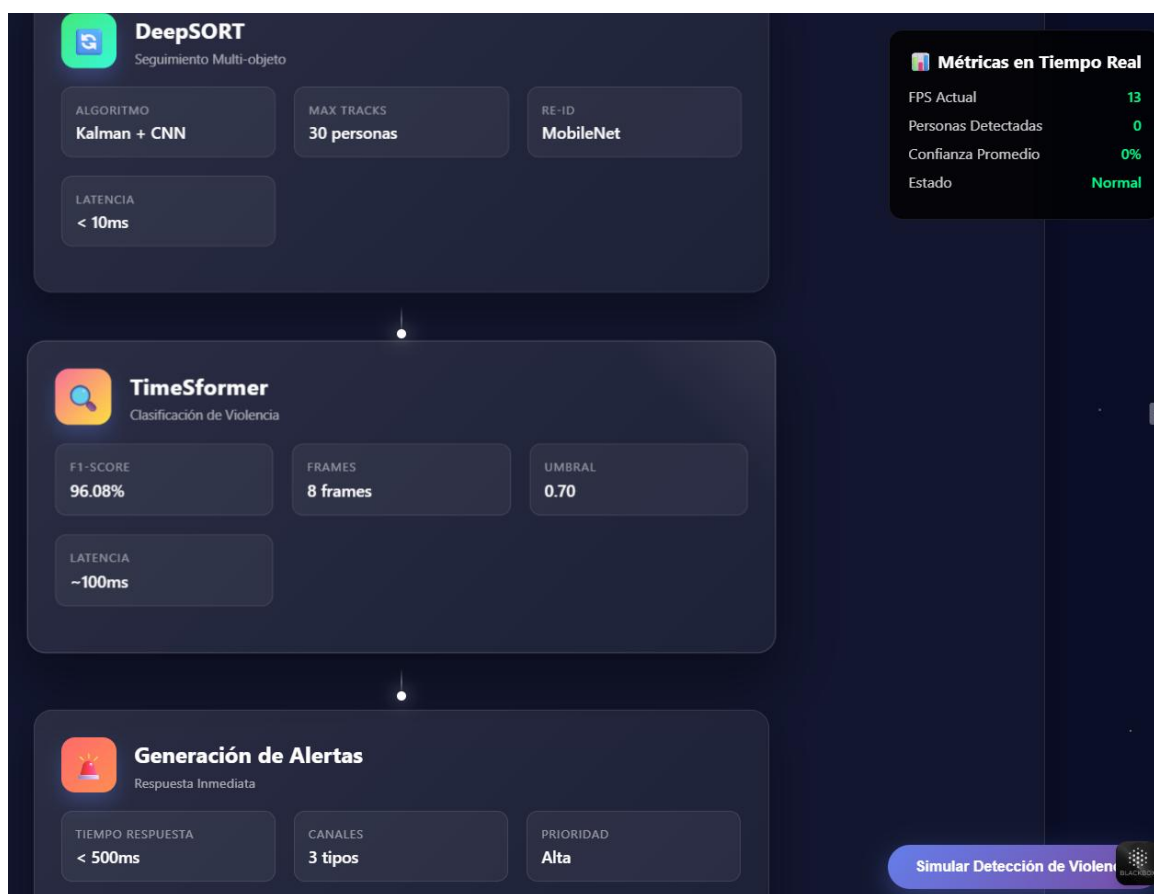 DeepSORT
Seguimiento Multi-objeto
ALGORITMO
Kalman + CNN
MAX TRACKS
30 personas
RE-ID
MobileNet
LATENCIA
< 10ms
Métricas en Tiempo Real
FPS Actual 13
Personas Detectadas 0
Confianza Promedio 0%
Estado Normal
TimeSformer
Clasificación de Violencia
F1-SCORE
96.08%
FRAMES
8 frames
UMBRAL
0.70
LATENCIA
~100ms
Generación de Alertas
Respuesta Inmediata
TIEMPO RESPUESTA
< 500ms
CANALES
3 tipos
PRIORIDAD
Alta
Simular Detección de Violen
BLACKBOX